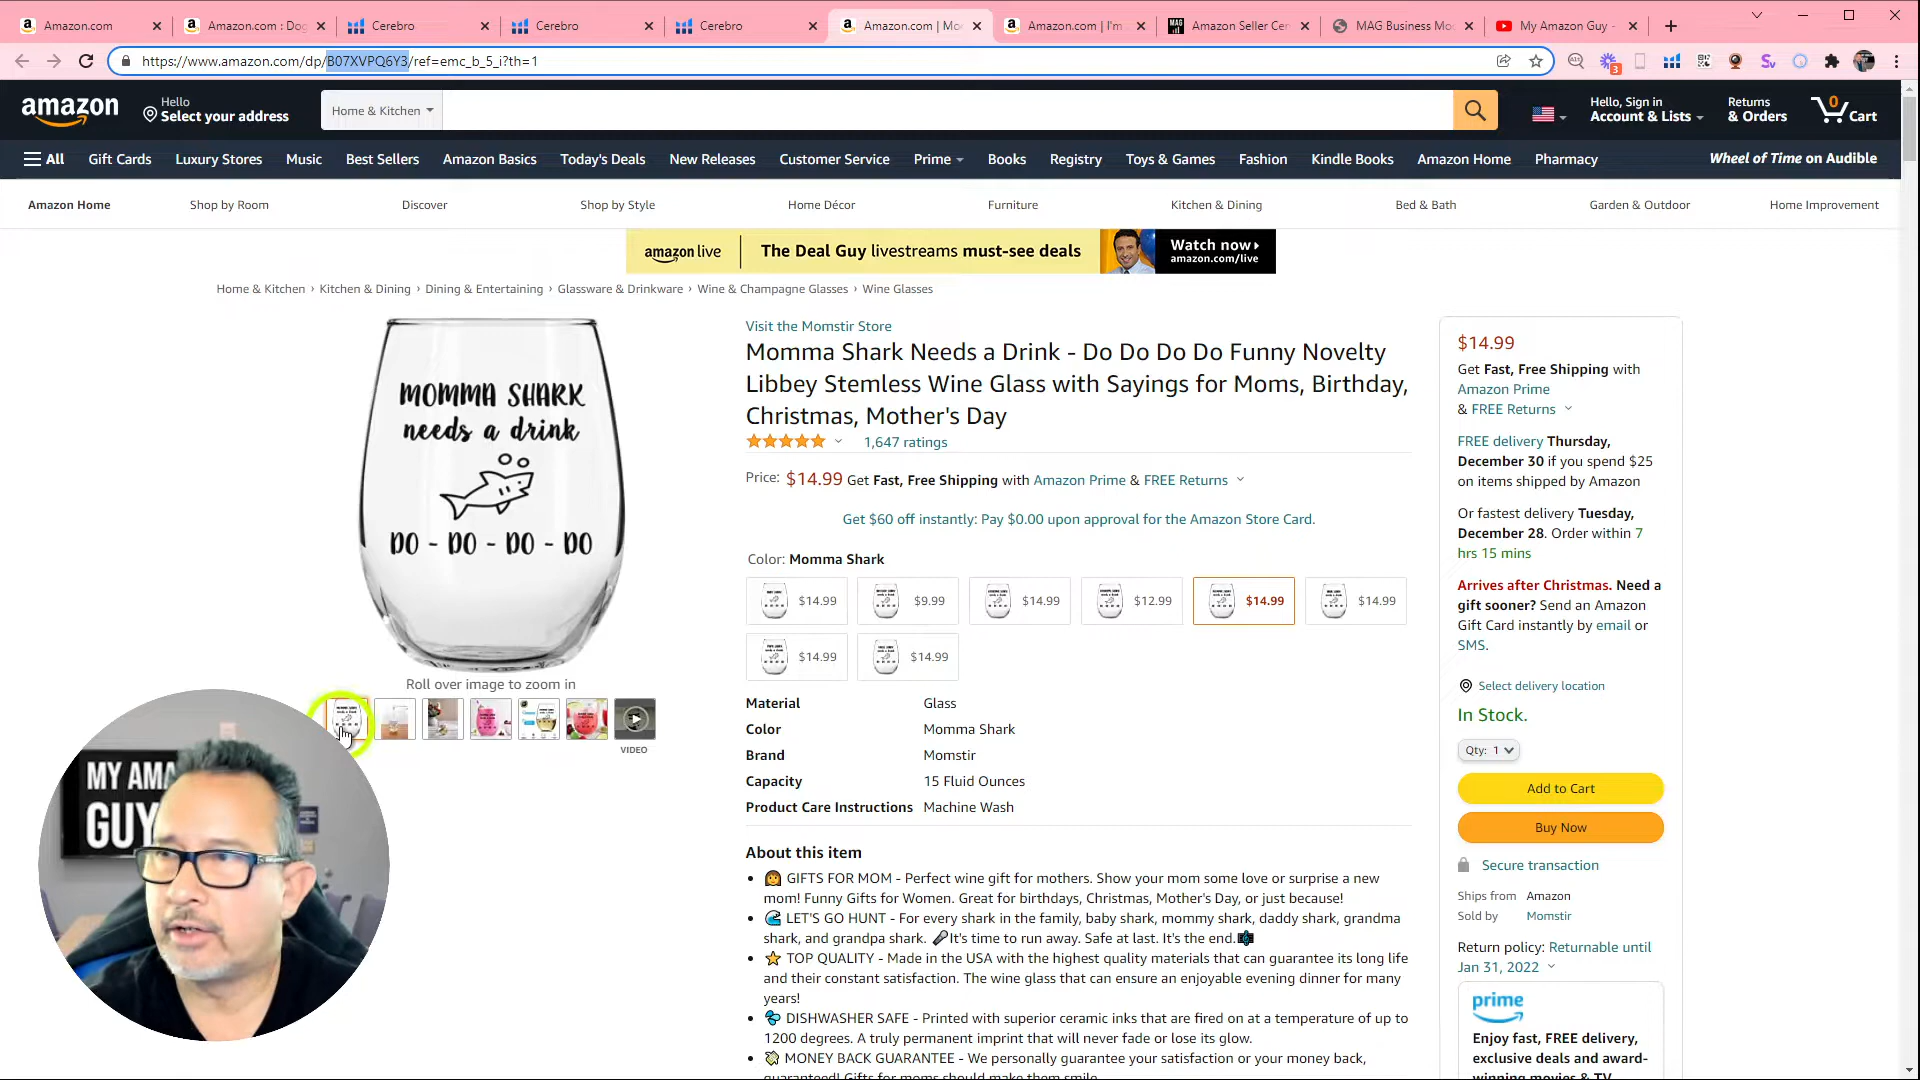 Amazon.com
Amazon.com : Dog
Cerebro
Cerebro
Cerebro
Amazon.com | Mo
Amazon.com | I'm
Amazon Seller Cen
MAG Business Mo
My Amazon Guy -
https://www.amazon.com/dp/B07XVPQ6Y3/ref=emc_b_5_i?th=1
3
amazon
Hello
Select your address
Home & Kitchen
Hello, Sign in
Account & Lists
Returns
& Orders
0
Cart
All
Gift Cards
Luxury Stores
Music
Best Sellers
Amazon Basics
Today's Deals
New Releases
Customer Service
Prime
Books
Registry
Toys & Games
Fashion
Kindle Books
Amazon Home
Pharmacy
Wheel of Time on Audible
Amazon Home
Shop by Room
Discover
Shop by Style
Home Décor
Furniture
Kitchen & Dining
Bed & Bath
Garden & Outdoor
Home Improvement
amazon live
The Deal Guy livestreams must-see deals
Watch now
amazon.com/live
Home & Kitchen › Kitchen & Dining › Dining & Entertaining › Glassware & Drinkware › Wine & Champagne Glasses › Wine Glasses
MOMMA SHARK
needs a drink
DO - DO - DO - DO
Roll over image to zoom in
VIDEO
MY AMA
GUY
Visit the Momstir Store
Momma Shark Needs a Drink - Do Do Do Do Funny Novelty
Libbey Stemless Wine Glass with Sayings for Moms, Birthday,
Christmas, Mother's Day
1,647 ratings
Price: $14.99 Get Fast, Free Shipping with Amazon Prime & FREE Returns
Get $60 off instantly: Pay $0.00 upon approval for the Amazon Store Card.
Color: Momma Shark
$14.99
$9.99
$14.99
$12.99
$14.99
$14.99
$14.99
$14.99
Material Glass
Color Momma Shark
Brand Momstir
Capacity 15 Fluid Ounces
Product Care Instructions Machine Wash
About this item
• GIFTS FOR MOM - Perfect wine gift for mothers. Show your mom some love or surprise a new
mom! Funny Gifts for Women. Great for birthdays, Christmas, Mother's Day, or just because!
• LET'S GO HUNT - For every shark in the family, baby shark, mommy shark, daddy shark, grandma
shark, and grandpa shark. It's time to run away. Safe at last. It's the end.
• TOP QUALITY - Made in the USA with the highest quality materials that can guarantee its long life
and their constant satisfaction. The wine glass that can ensure an enjoyable evening dinner for many
years!
• DISHWASHER SAFE - Printed with superior ceramic inks that are fired on at a temperature of up to
1200 degrees. A truly permanent imprint that will never fade or lose its glow.
• MONEY BACK GUARANTEE - We personally guarantee your satisfaction or your money back,
guaranteed! Gifts for moms should make them smile
$14.99
Get Fast, Free Shipping with
Amazon Prime
& FREE Returns
FREE delivery Thursday,
December 30 if you spend $25
on items shipped by Amazon
Or fastest delivery Tuesday,
December 28. Order within 7
hrs 15 mins
Arrives after Christmas. Need a
gift sooner? Send an Amazon
Gift Card instantly by email or
SMS.
Select delivery location
In Stock.
Qty: 1
Add to Cart
Buy Now
Secure transaction
Ships from Amazon
Sold by Momstir
Return policy: Returnable until
Jan 31, 2022
prime
Enjoy fast, FREE delivery,
exclusive deals and award-
winning movies & TV